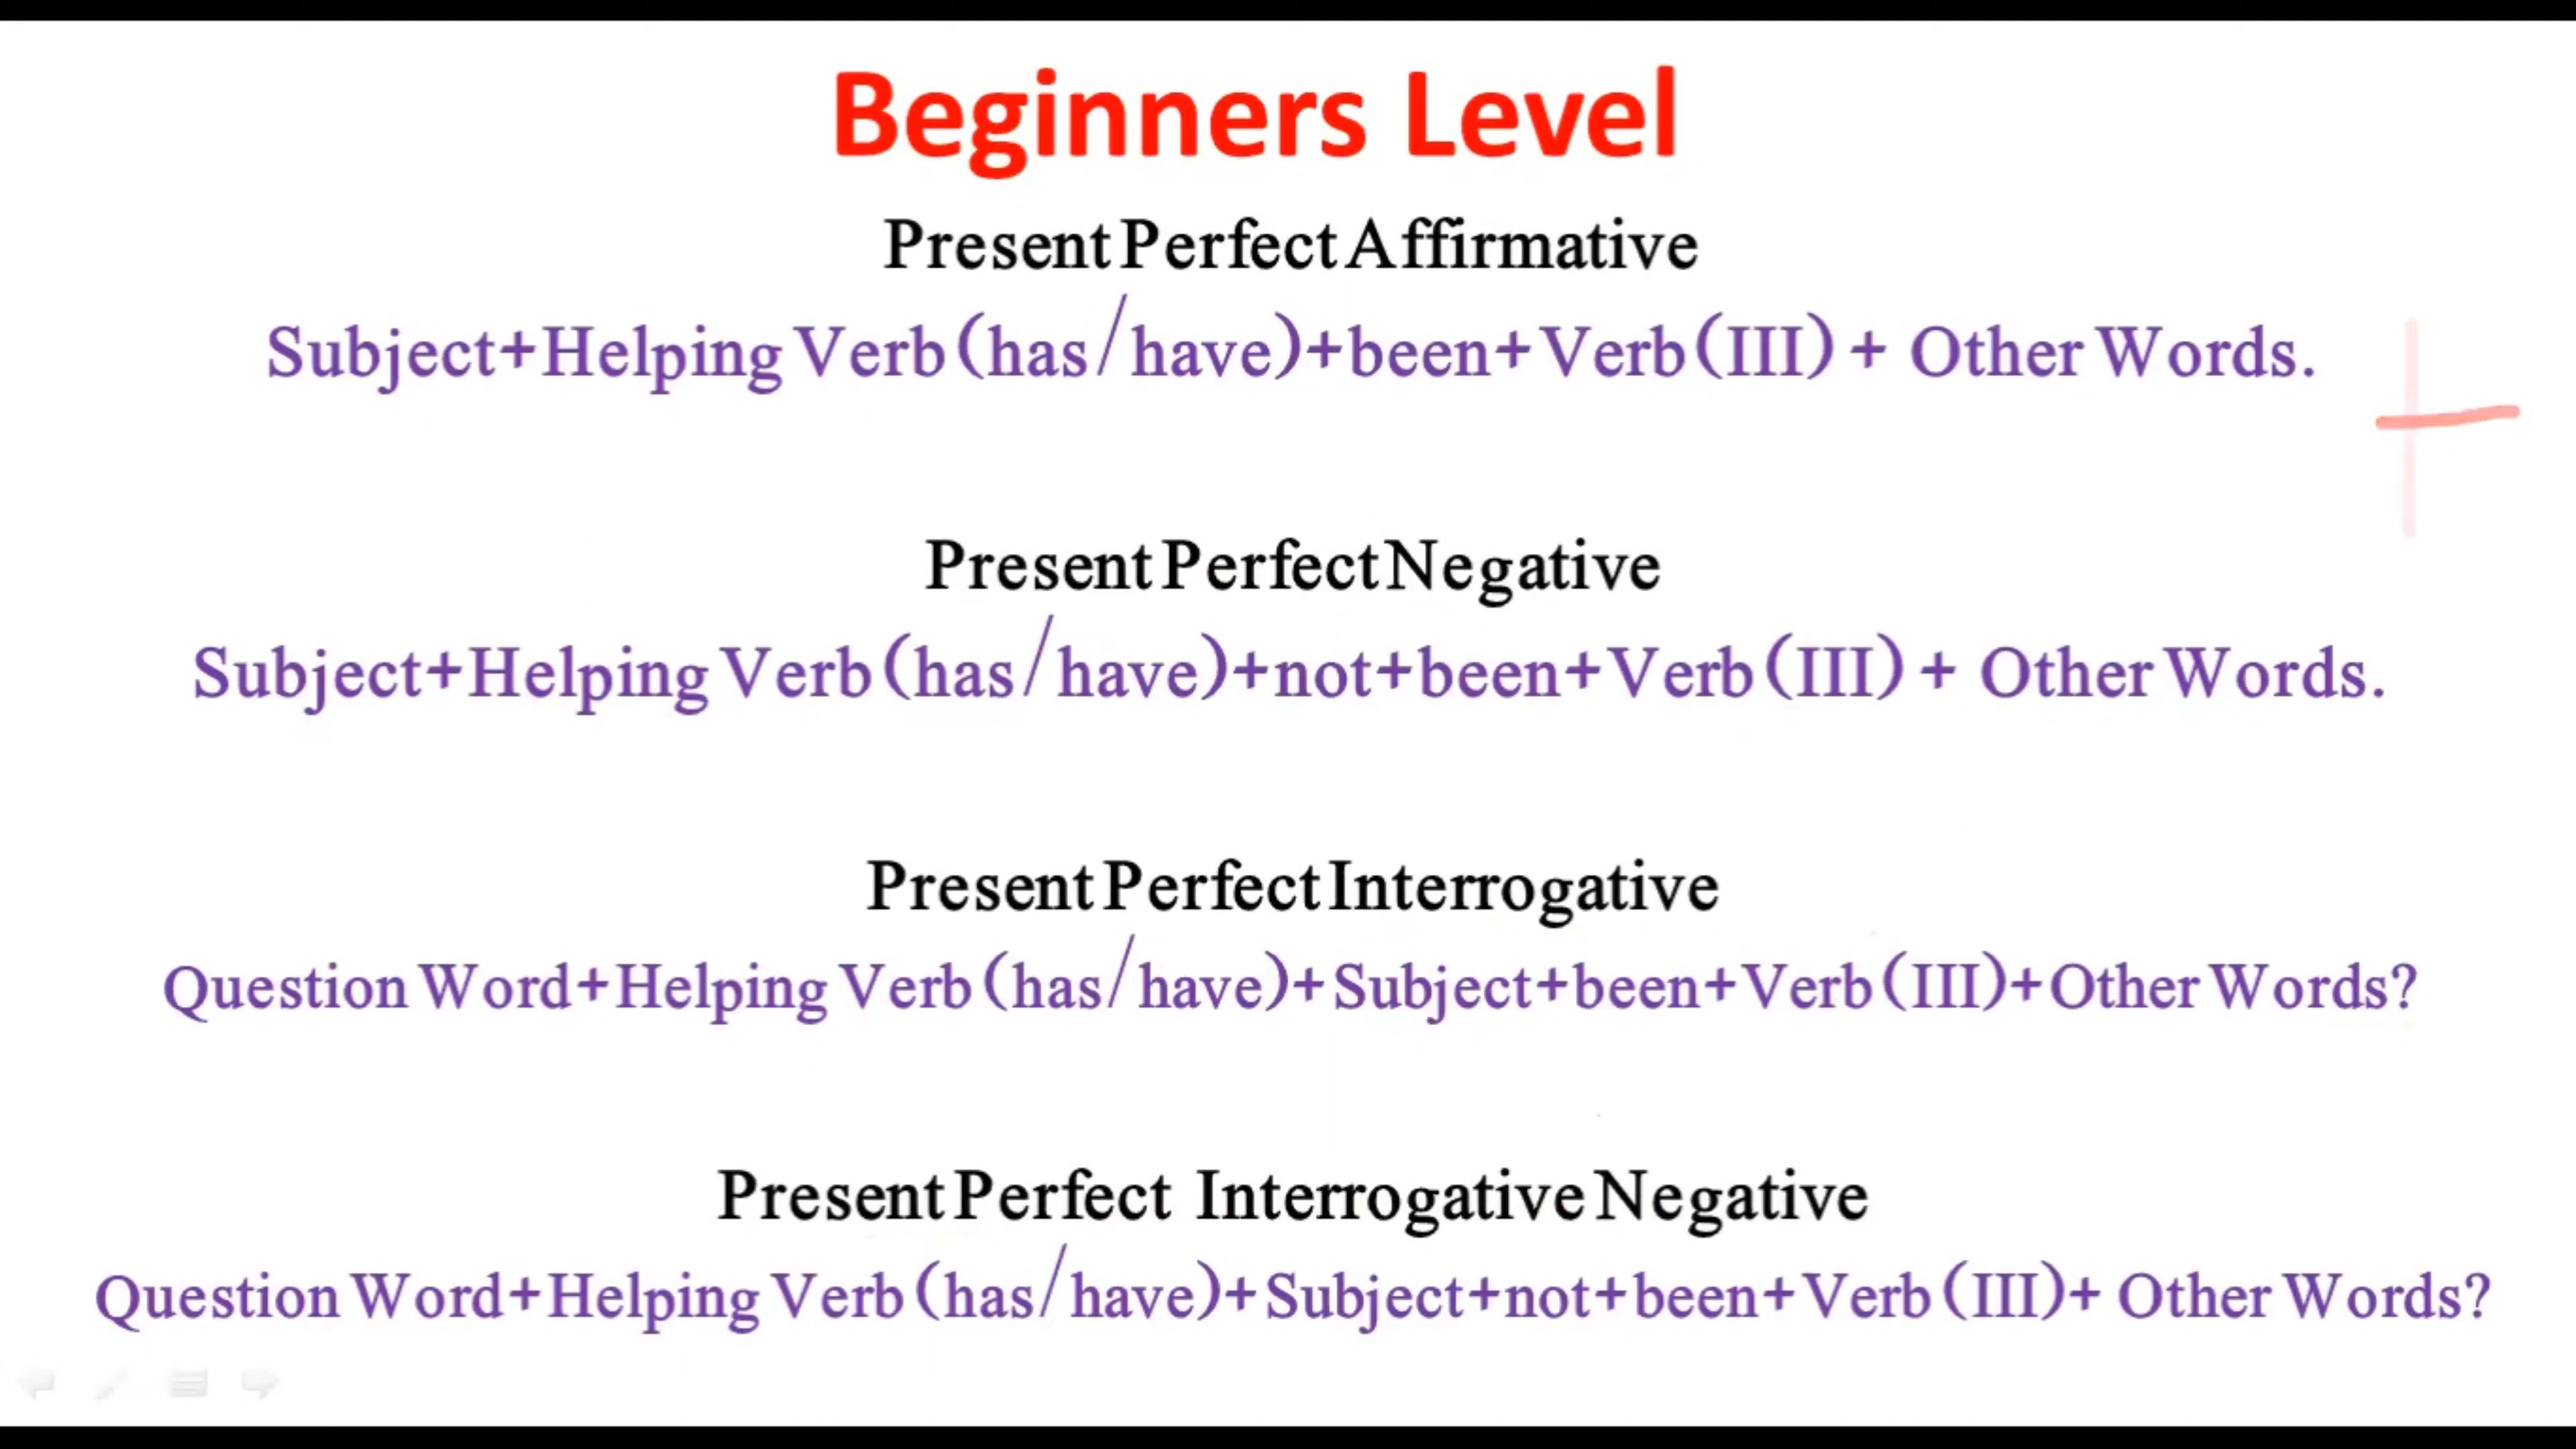 Beginners Level
Present Perfect Affirmative
Subject+Helping Verb(has/have)+been+Verb(III) + Other Words.
Present Perfect Negative
Subject+Helping Verb(has/have)+not+been+Verb(III) + Other Words.
Present Perfect Interrogative
Question Word+Helping Verb(has/have)+Subject+been+Verb(III)+Other Words?
Present Perfect Interrogative Negative
Question Word+Helping Verb(has/have)+Subject+not+been+Verb(III)+ Other Words?